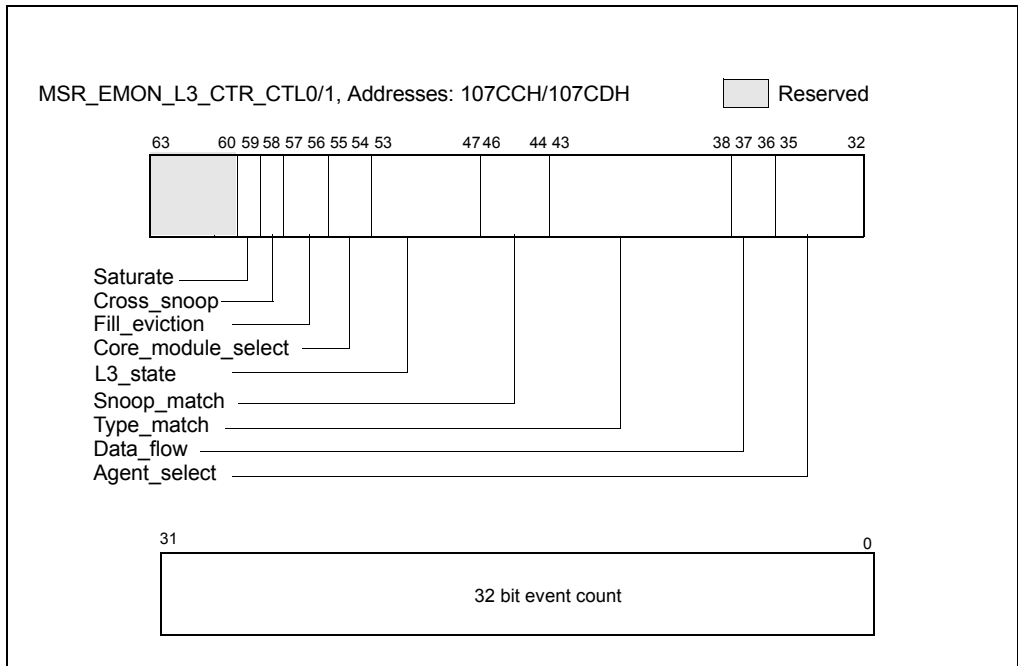 MSR_EMON_L3_CTR_CTL0/1, Addresses: 107CCH/107CDH Reserved
63 60 59 58 57 56 55 54 53 47 46 44 43 38 37 36 35 32
Saturate
Cross_snoop
Fill_eviction
Core_module_select
L3_state
Snoop_match
Type_match
Data_flow
Agent_select
31 0
32 bit event count